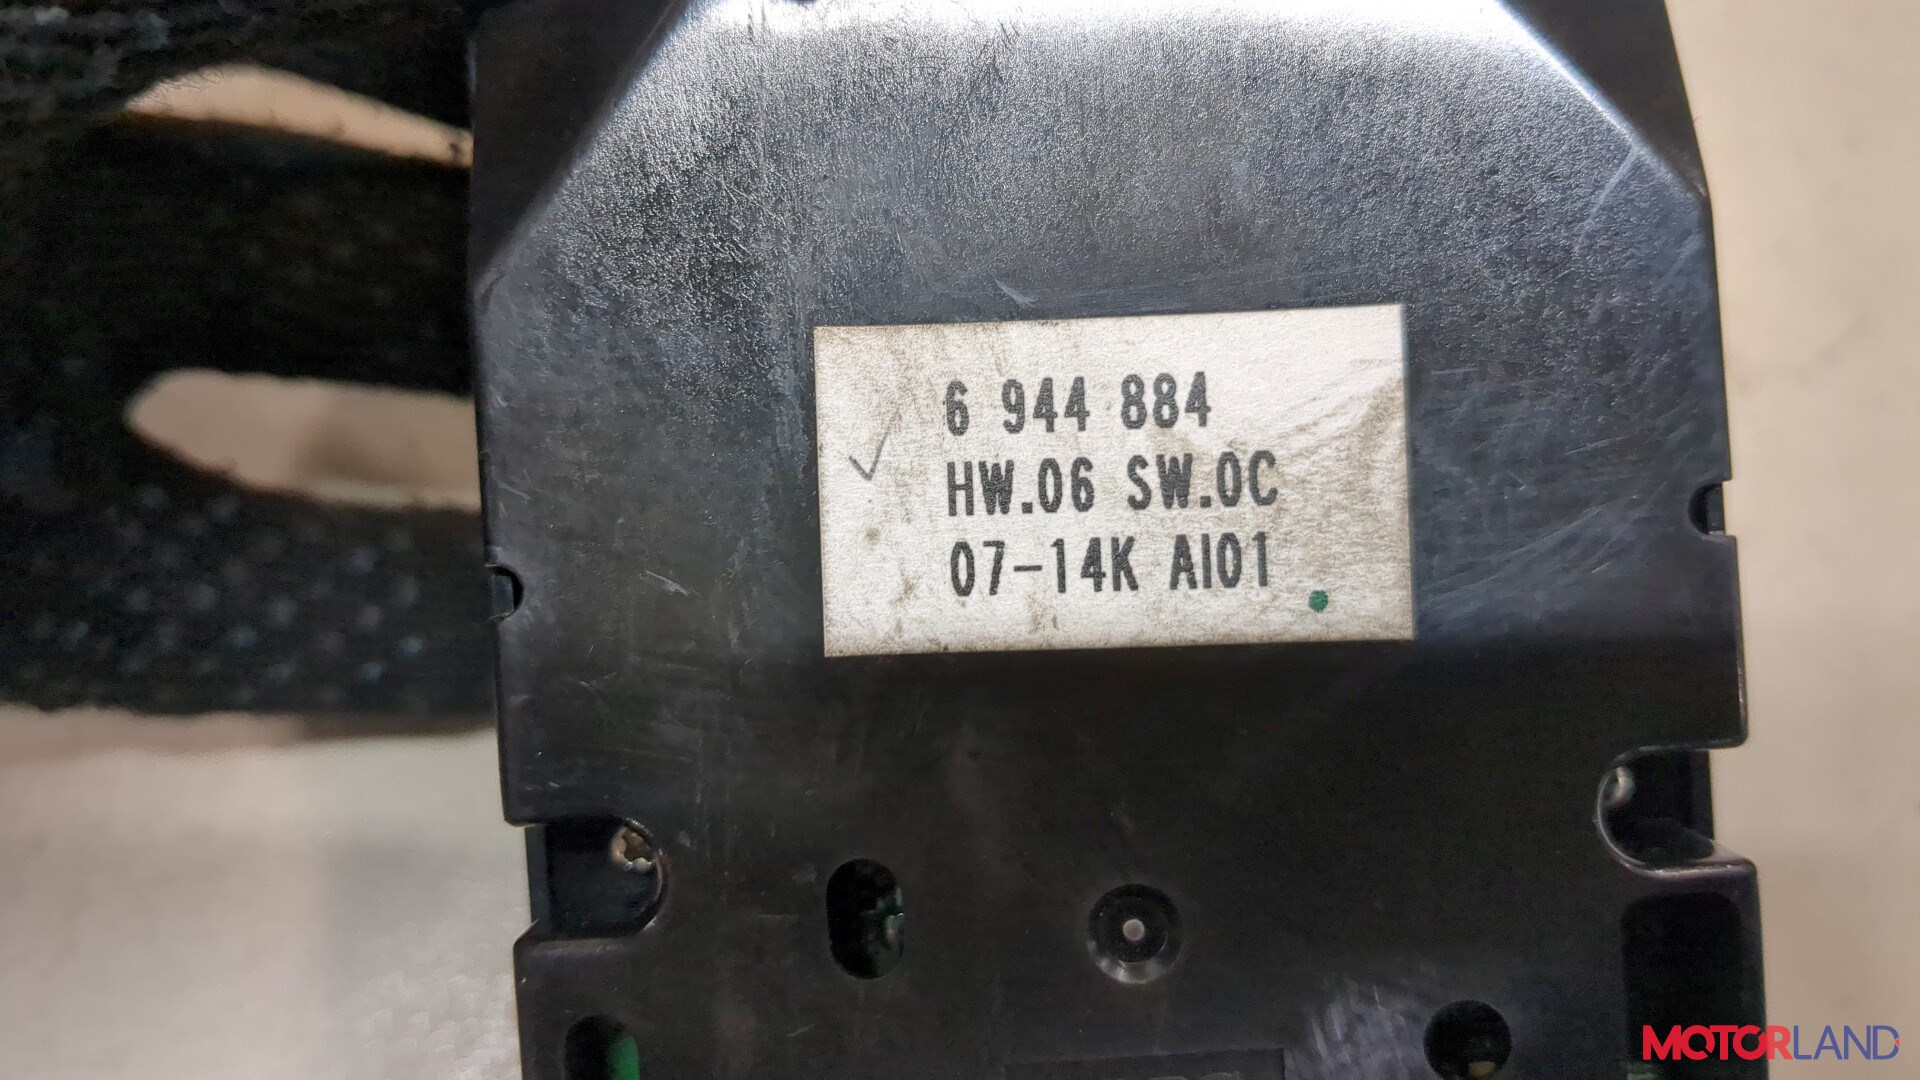 6 944 884
HW.06 SW.0C
07-14K AI01
MOTORLAND